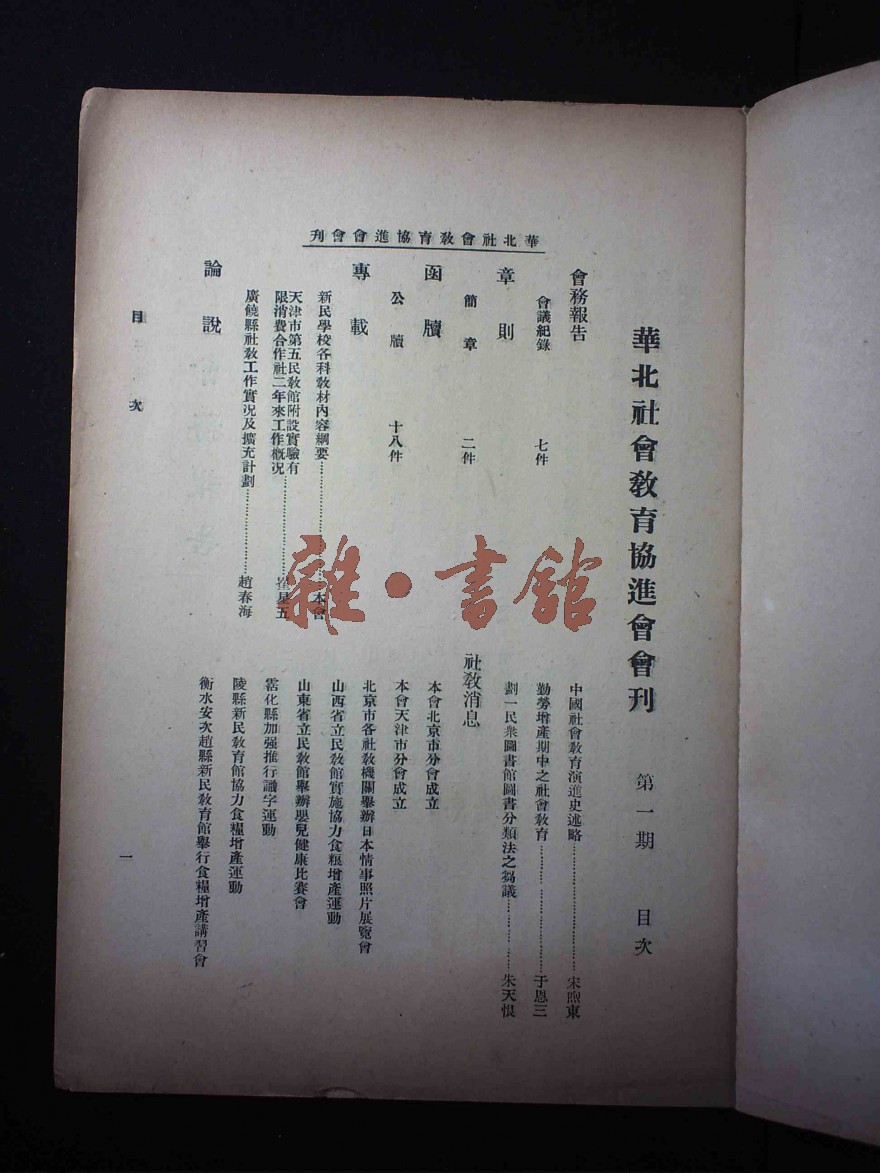 華北社會教育協進會會刊
華北社會教育協進會會刊 第一期 目次
會務報告
會議紀錄 七件
章則
簡章 二件
函牘
公牘 十八件
專載
新民學校各科教材內容綱要……本會
天津市第五民教館附設實驗有
限消費合作社二年來工作概況……崔星五
廣饒縣社教工作實況及擴充計劃……趙春海
論說
中國社會教育演進史述略……宋煦東
勤勞增產期中之社會教育……于恩三
劃一民衆圖書館圖書分類法之芻議……朱天恨
社教消息
本會北京市分會成立
本會天津市分會成立
北京市各社教機關舉辦日本情事照片展覽會
山西省立民教館實施協力食糧增產運動
山東省立民教館舉辦嬰兒健康比賽會
霑化縣加强推行識字運動
陵縣新民教育館協力食糧增產運動
衡水安次趙縣新民教育館舉行食糧增產講習會
目次
一
雜·書館